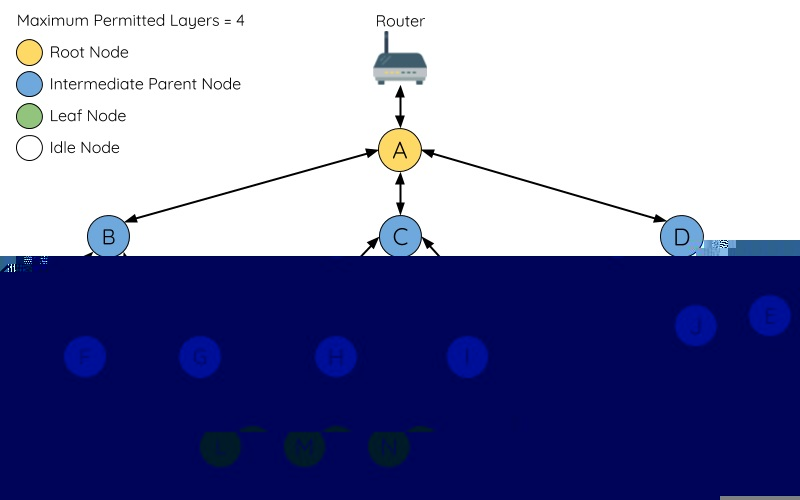 Maximum Permitted Layers = 4
Router
Root Node
Intermediate Parent Node
Leaf Node
Idle Node
A
B
C
D
E
J
F
G
H
I
M
N